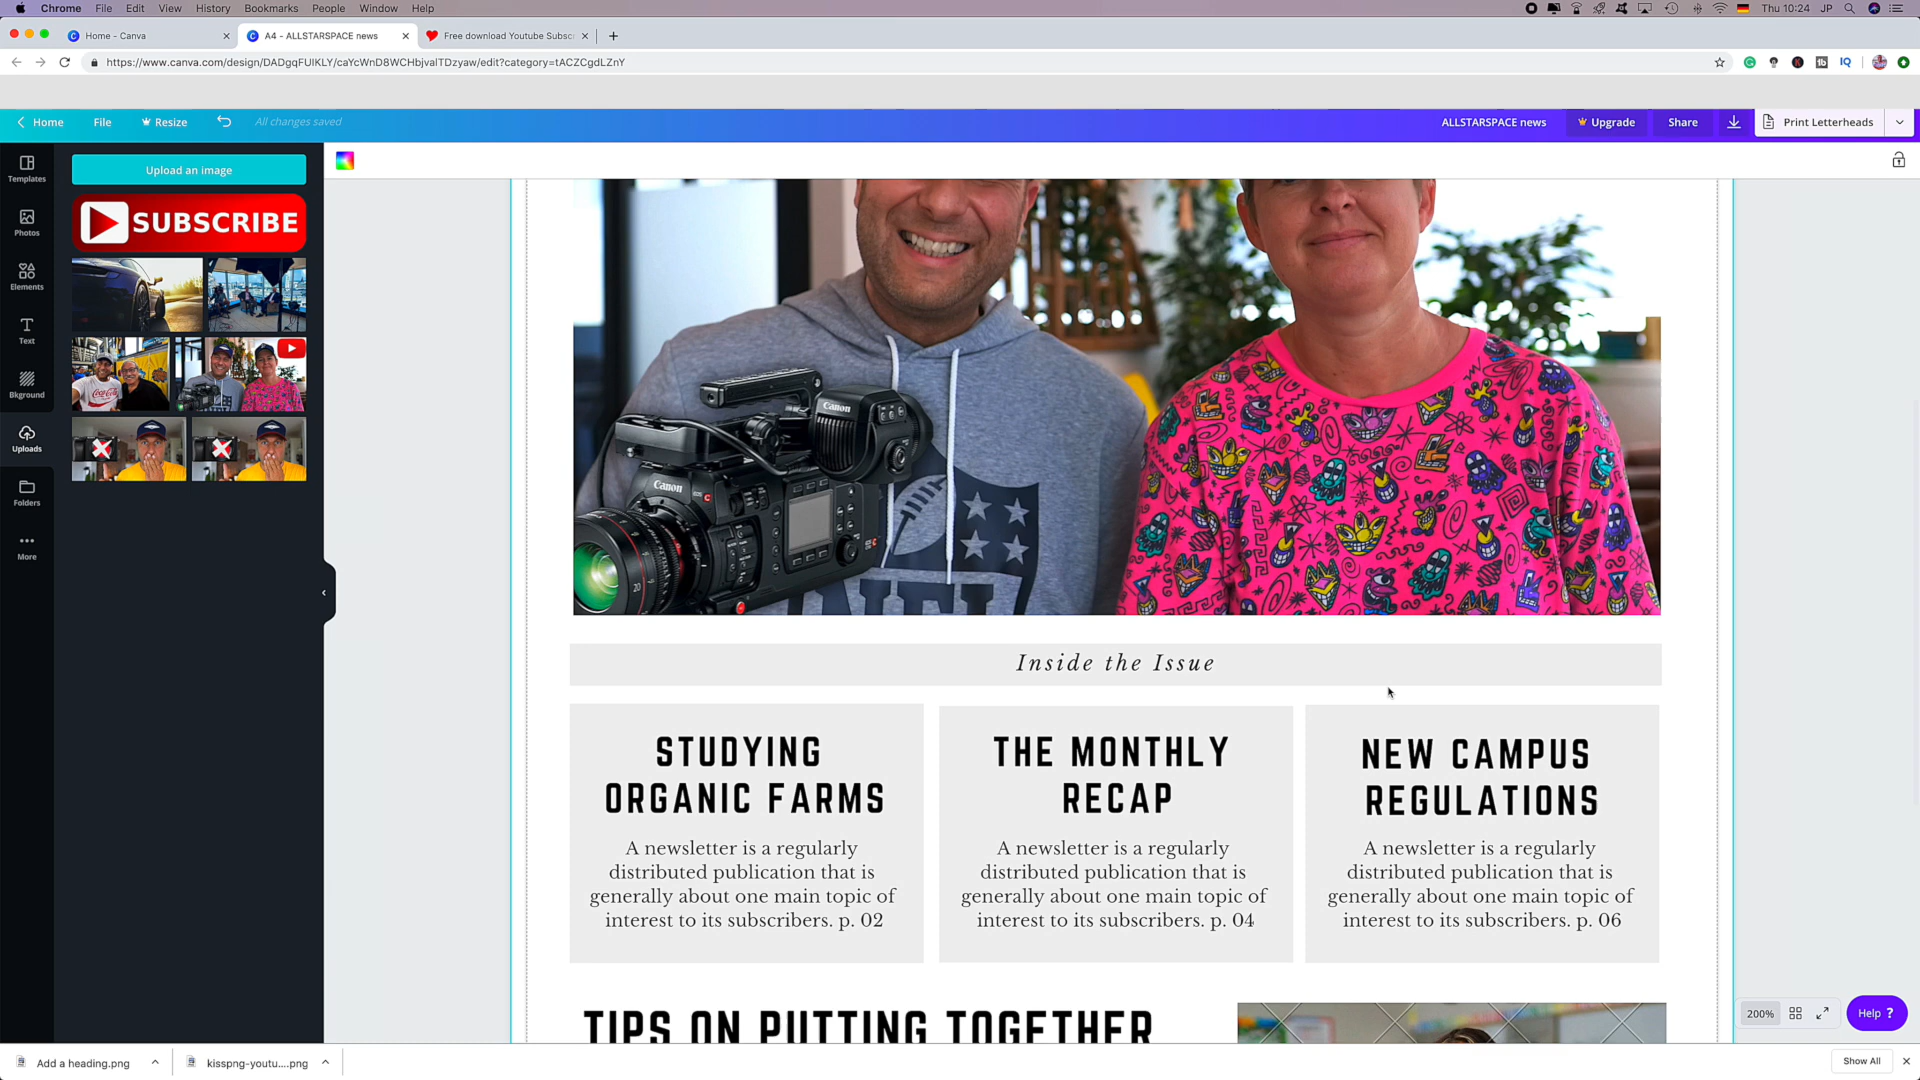 Chrome File Edit View History Bookmarks People Window Help Thu 10:24 JP
Home - Canva
A4 - ALLSTARSPACE news
Free download Youtube Subsc
https://www.canva.com/design/DADgqFUIKLY/caYcWnD8WCHbjvalTDzyaw/edit?category=tACZCgdLZnY
Home File Resize All changes saved ALLSTARSPACE news Upgrade Share Print Letterheads
Templates
Photos
Elements
Text
Bkground
Uploads
Folders
More
Upload an image
SUBSCRIBE
Canon
Canon
NFL
Inside the Issue
STUDYING
ORGANIC FARMS
A newsletter is a regularly
distributed publication that is
generally about one main topic of
interest to its subscribers. p. 02
THE MONTHLY
RECAP
A newsletter is a regularly
distributed publication that is
generally about one main topic of
interest to its subscribers. p. 04
NEW CAMPUS
REGULATIONS
A newsletter is a regularly
distributed publication that is
generally about one main topic of
interest to its subscribers. p. 06
TIPS ON PUTTING TOGETHER
200%
Help ?
Add a heading.png
kisspng-youtu....png
Show All